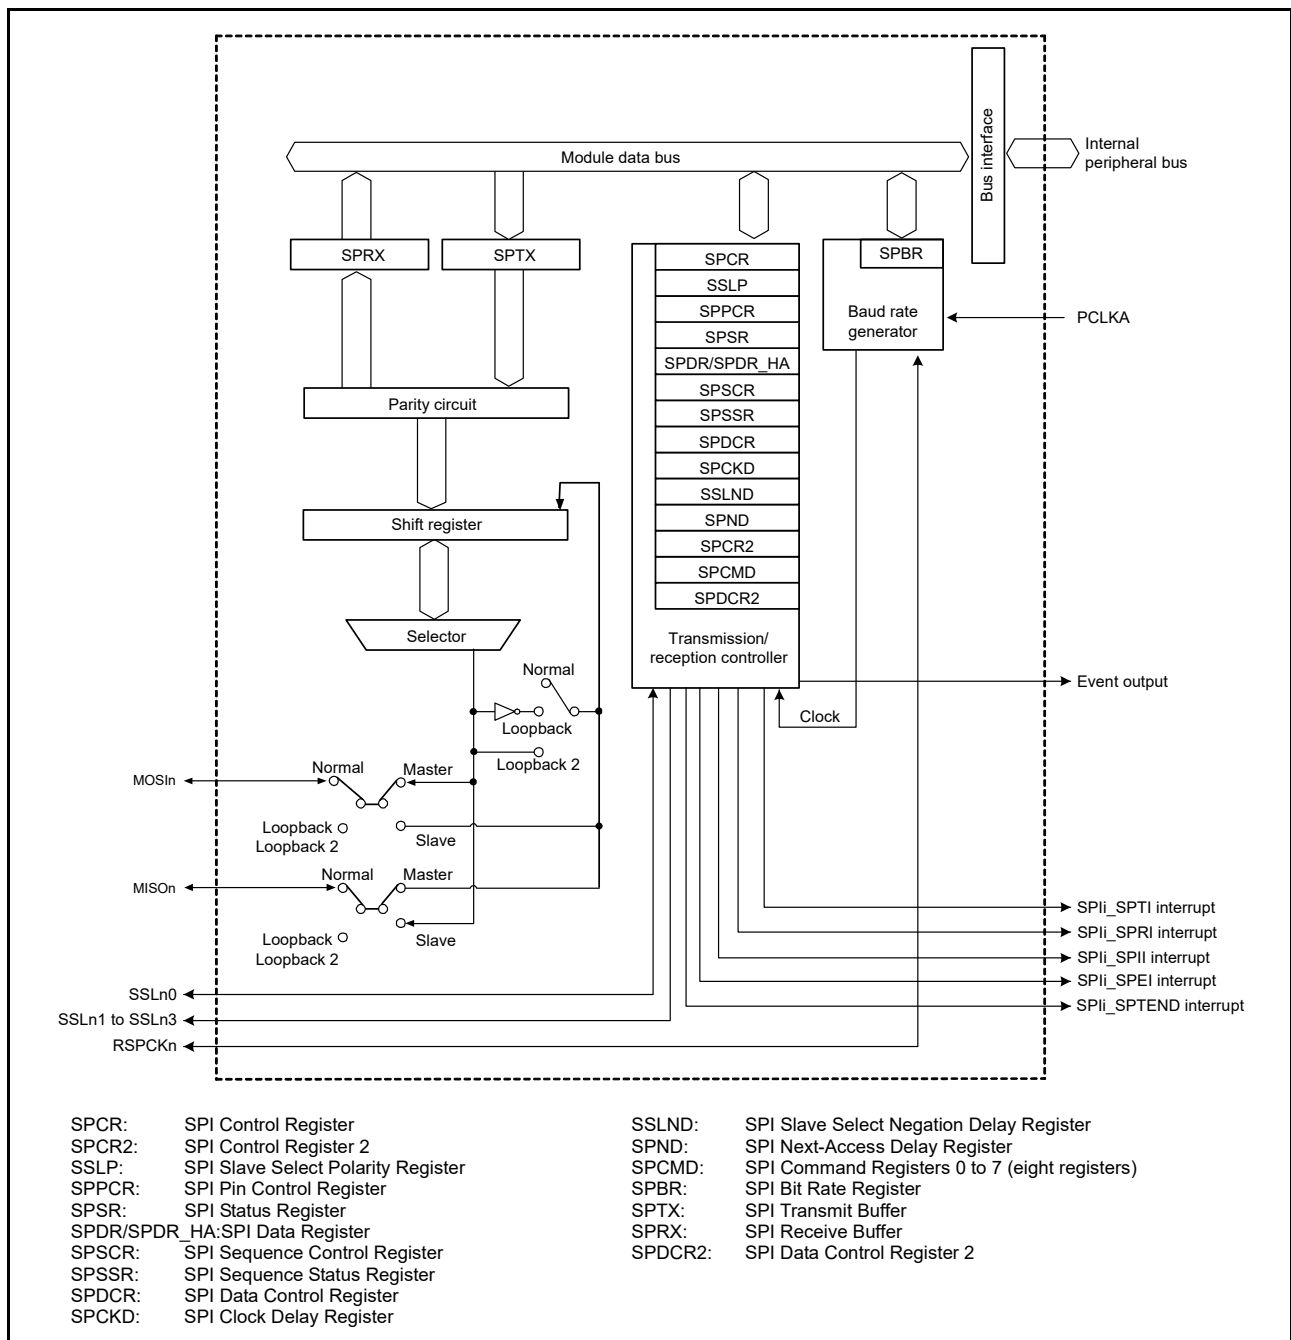 Internal
peripheral bus
Bus interface
Module data bus
SPRX
SPTX
SPCR
SSLP
SPPCR
SPSR
SPDR/SPDR_HA
SPSCR
SPSSR
SPDCR
SPCKD
SSLND
SPND
SPCR2
SPCMD
SPDCR2
Transmission/
reception controller
SPBR
Baud rate
generator
PCLKA
Parity circuit
Shift register
Selector
Normal
Loopback
Loopback 2
Clock
Event output
MOSIn
Normal
Master
Loopback
Loopback 2
Slave
MISOn
Normal
Master
Loopback
Loopback 2
Slave
SSLn0
SSLn1 to SSLn3
RSPCKn
SPIi_SPTI interrupt
SPIi_SPRI interrupt
SPIi_SPII interrupt
SPIi_SPEI interrupt
SPIi_SPTEND interrupt
SPCR: SPI Control Register
SPCR2: SPI Control Register 2
SSLP: SPI Slave Select Polarity Register
SPPCR: SPI Pin Control Register
SPSR: SPI Status Register
SPDR/SPDR_HA:SPI Data Register
SPSCR: SPI Sequence Control Register
SPSSR: SPI Sequence Status Register
SPDCR: SPI Data Control Register
SPCKD: SPI Clock Delay Register
SSLND: SPI Slave Select Negation Delay Register
SPND: SPI Next-Access Delay Register
SPCMD: SPI Command Registers 0 to 7 (eight registers)
SPBR: SPI Bit Rate Register
SPTX: SPI Transmit Buffer
SPRX: SPI Receive Buffer
SPDCR2: SPI Data Control Register 2